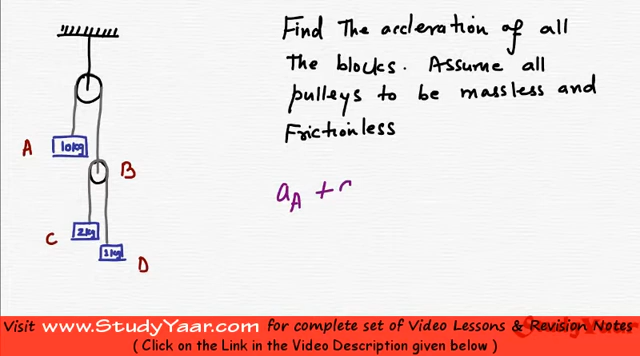 Find The accleration of all
The blocks. Assume all
pulleys to be massless and
Frictionless
A
10kg
B
a_A +
C
2kg
1kg
D
StudyYaar
Visit www.StudyYaar.com for complete set of Video Lessons & Revision Notes
( Click on the Link in the Video Description given below )